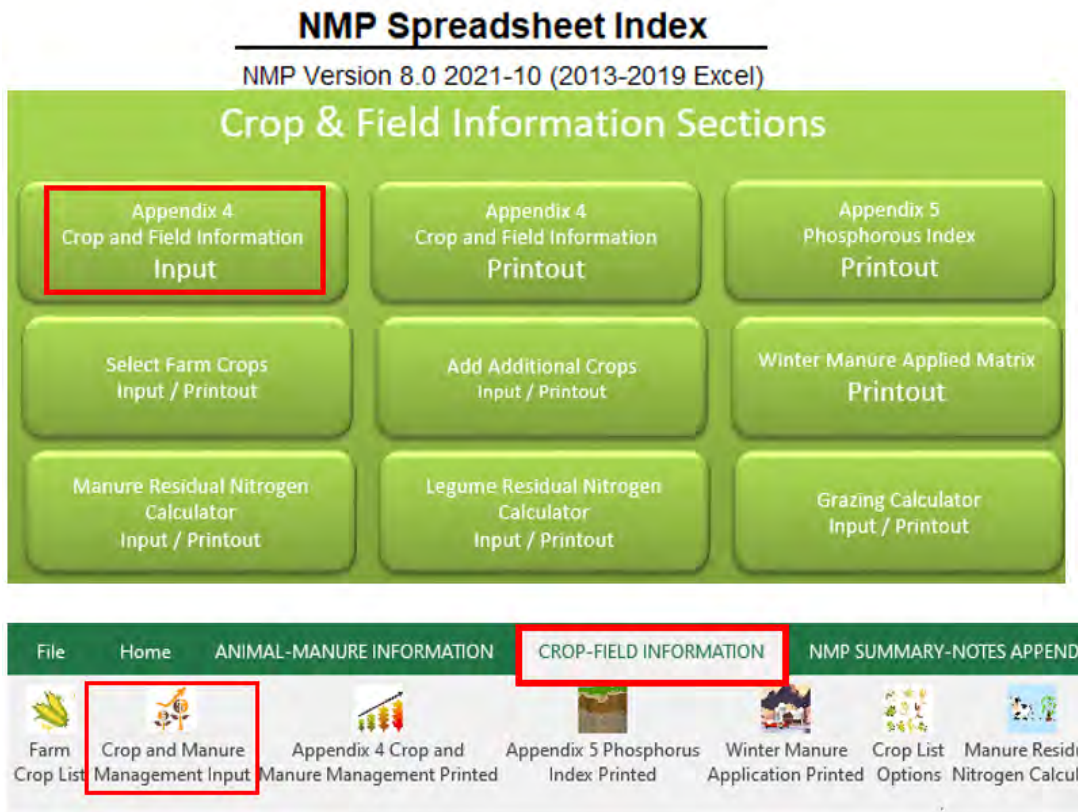 NMP Spreadsheet Index
NMP Version 8.0 2021-10 (2013-2019 Excel)
Crop & Field Information Sections
Appendix 4
Crop and Field Information
Input
Appendix 4
Crop and Field Information
Printout
Appendix 5
Phosphorous Index
Printout
Select Farm Crops
Input / Printout
Add Additional Crops
Input / Printout
Winter Manure Applied Matrix
Printout
Manure Residual Nitrogen
Calculator
Input / Printout
Legume Residual Nitrogen
Calculator
Input / Printout
Grazing Calculator
Input / Printout
File Home ANIMAL-MANURE INFORMATION CROP-FIELD INFORMATION NMP SUMMARY-NOTES APPEND
Farm
Crop List
Crop and Manure
Management Input
Appendix 4 Crop and
Manure Management Printed
Appendix 5 Phosphorus
Index Printed
Winter Manure
Application Printed
Crop List
Options
Manure Resid
Nitrogen Calcul